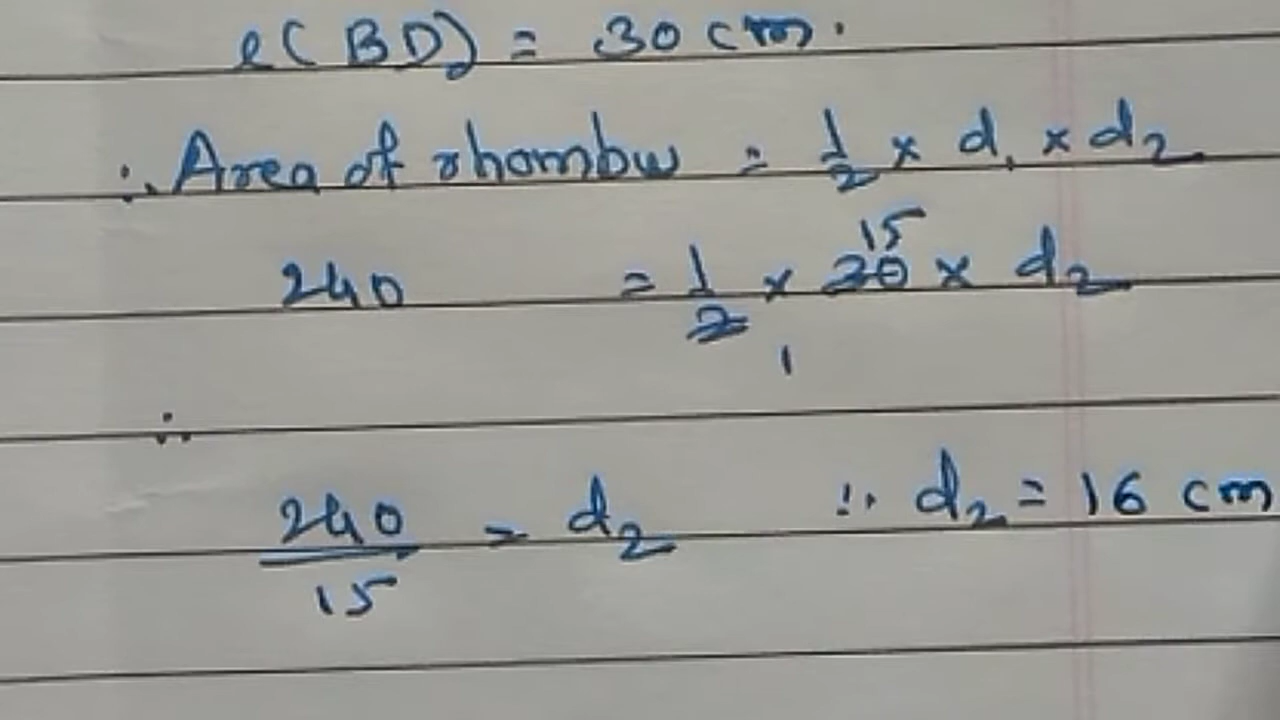 l(BD) = 30 cm.
∴ Area of rhombus = 1/2 × d1 × d2
15
240 = 1/2 × 30 × d2
1
∴
240/15 = d2 ∴ d2 = 16 cm